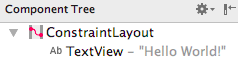 Component Tree
ConstraintLayout
Ab TextView – "Hello World!"